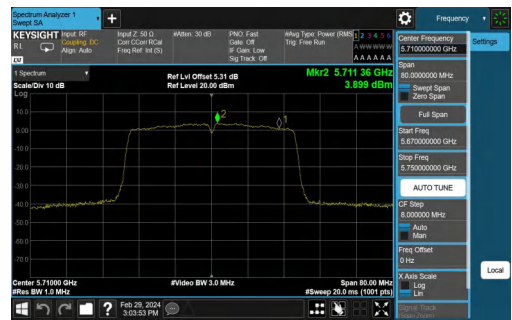 Spectrum Analyzer 1
Swept SA
Frequency
KEYSIGHT
Input: RF
Coupling: DC
Align: Auto
Input Z: 50 Ω
Corr CCorr RCal
Freq Ref: Int (S)
#Atten: 30 dB
PNO: Fast
Gate: Off
IF Gain: Low
Sig Track: Off
#Avg Type: Power (RMS
Trig: Free Run
1 2 3 4 5 6
A W W W W W
A A A A A A
RL
LV
1 Spectrum
Scale/Div 10 dB
Log
Ref Lvl Offset 5.31 dB
Ref Level 20.00 dBm
Mkr2 5.711 36 GHz
3.899 dBm
10.0
0.00
-10.0
-20.0
-30.0
-40.0
-50.0
-60.0
-70.0
2
1
Center 5.71000 GHz
#Res BW 1.0 MHz
#Video BW 3.0 MHz
Span 80.00 MHz
#Sweep 20.0 ms (1001 pts)
Center Frequency
5.710000000 GHz
Span
80.0000000 MHz
Swept Span
Zero Span
Full Span
Start Freq
5.670000000 GHz
Stop Freq
5.750000000 GHz
AUTO TUNE
CF Step
8.000000 MHz
Auto
Man
Freq Offset
0 Hz
X Axis Scale
Log
Lin
Signal Track
Settings
Local
Feb 29, 2024
3:03:53 PM